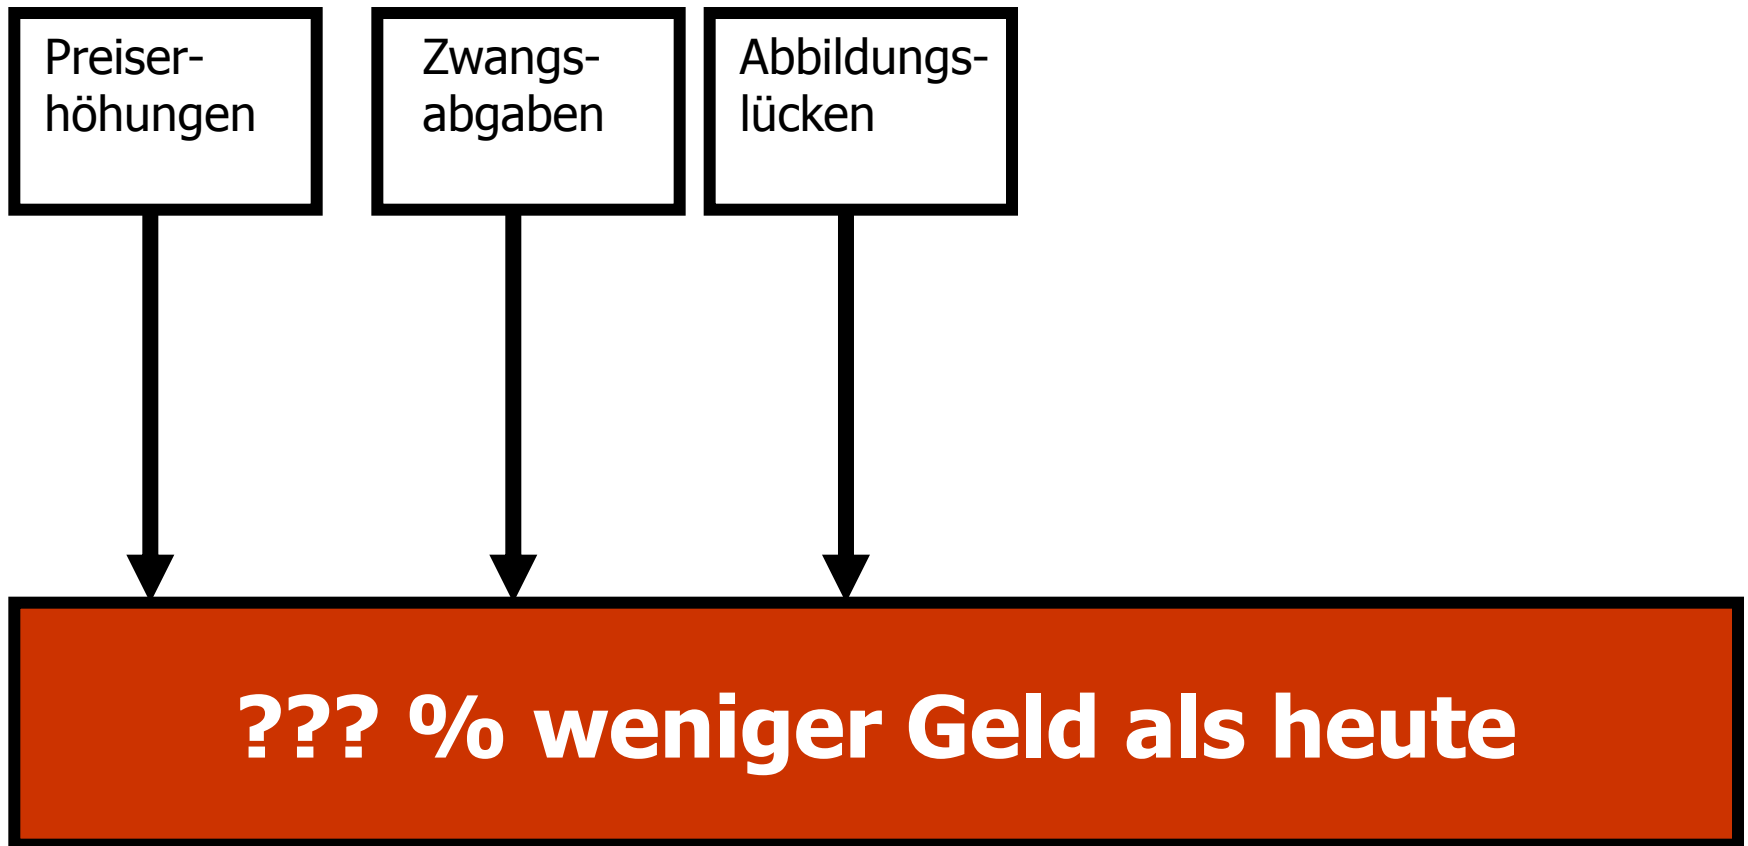 Preiser-
höhungen
Zwangs-
abgaben
Abbildungs-
lücken
??? % weniger Geld als heute